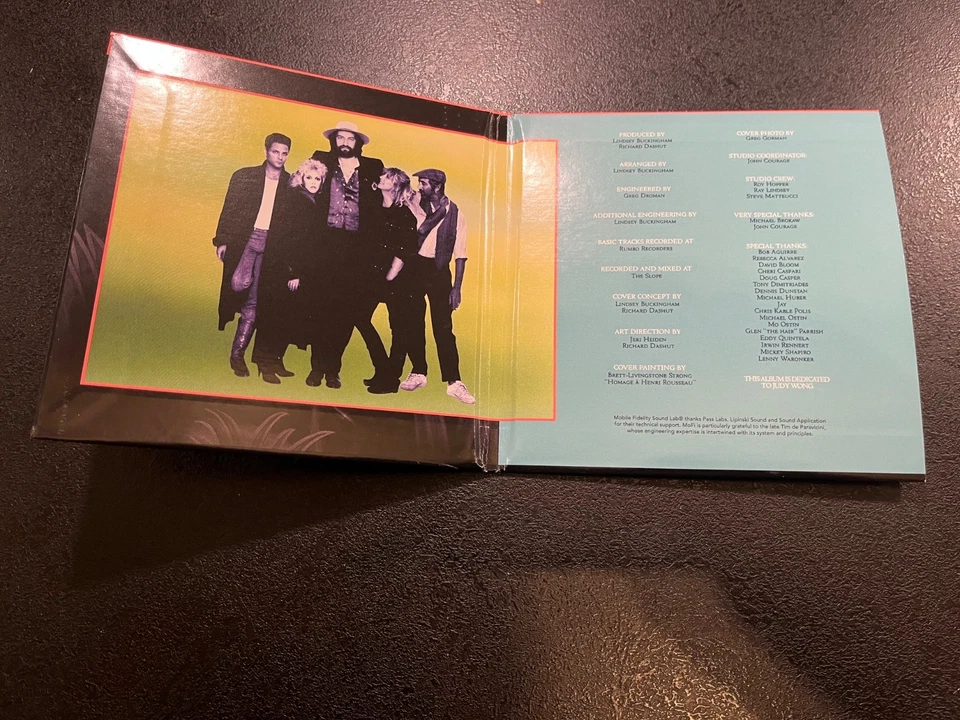 PRODUCED BY
LINDSEY BUCKINGHAM
RICHARD DASHUT
ARRANGED BY
LINDSEY BUCKINGHAM
ENGINEERED BY
GREG DROMAN
ADDITIONAL ENGINEERING BY
LINDSEY BUCKINGHAM
BASIC TRACKS RECORDED AT
RUMBO RECORDERS
RECORDED AND MIXED AT
THE SLOPE
COVER CONCEPT BY
LINDSEY BUCKINGHAM
RICHARD DASHUT
ART DIRECTION BY
JERI HEIDEN
RICHARD DASHUT
COVER PAINTING BY
BRETT-LIVINGSTONE STRONG
"HOMAGE À HENRI ROUSSEAU"
COVER PHOTO BY
GREG GORMAN
STUDIO COORDINATOR:
JOHN COURAGE
STUDIO CREW:
ROY HOPPER
RAY LINDSEY
STEVE MATTEUCCI
VERY SPECIAL THANKS:
MICHAEL BROKAW
JOHN COURAGE
SPECIAL THANKS:
BOB AGUIRRE
REBECCA ALVAREZ
DAVID BLOOM
CHERI CASPARI
DOUG CASPER
TONY DIMITRIADES
DENNIS DUNSTAN
MICHAEL HUBER
JAY
CHRIS KABLE POLIS
MICHAEL OSTIN
MO OSTIN
GLEN "THE HAIR" PARRISH
EDDY QUINTELA
IRWIN RENNERT
MICKEY SHAPIRO
LENNY WARONKER
THIS ALBUM IS DEDICATED
TO JUDY WONG
Mobile Fidelity Sound Lab® thanks Pass Labs, Lipinski Sound and Sound Application
for their technical support. MoFi is particularly grateful to the late Tim de Paravicini,
whose engineering expertise is intertwined with its system and principles.